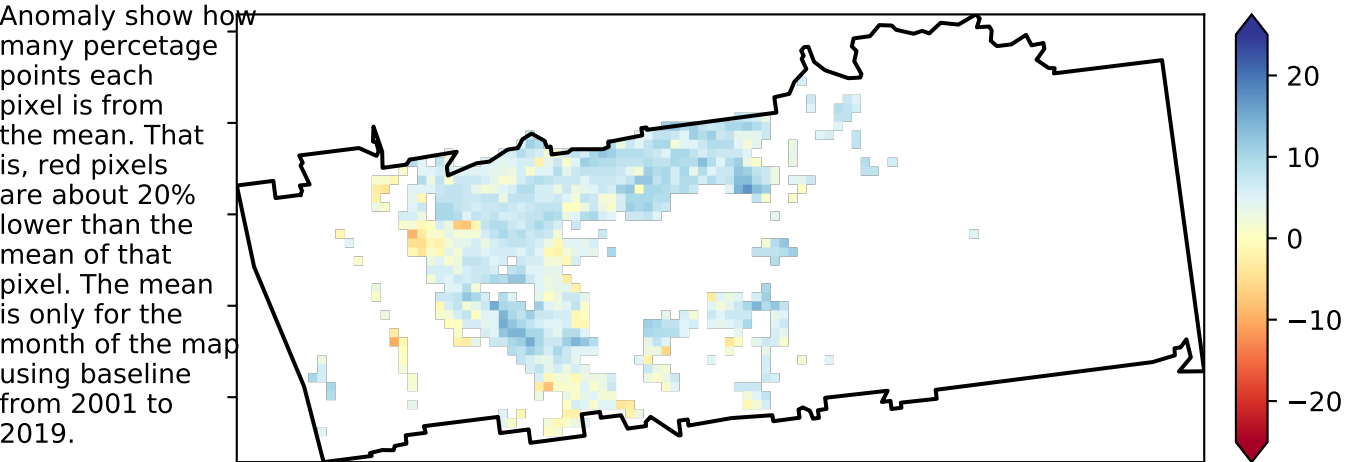 Anomaly show how
many percetage
points each
pixel is from
the mean. That
is, red pixels
are about 20%
lower than the
mean of that
pixel. The mean
is only for the
month of the map
using baseline
from 2001 to
2019.
20
10
0
−10
−20